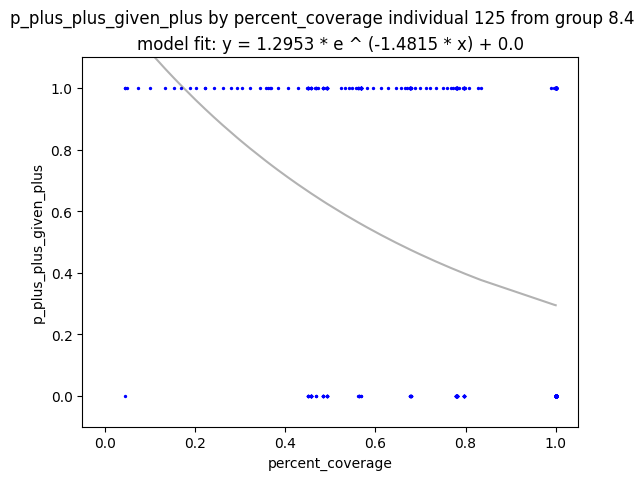 p_plus_plus_given_plus by percent_coverage individual 125 from group 8.4
model fit: y = 1.2953 * e ^ (-1.4815 * x) + 0.0
1.0
0.8
0.6
0.4
0.2
0.0
p_plus_plus_given_plus
0.0 0.2 0.4 0.6 0.8 1.0
percent_coverage